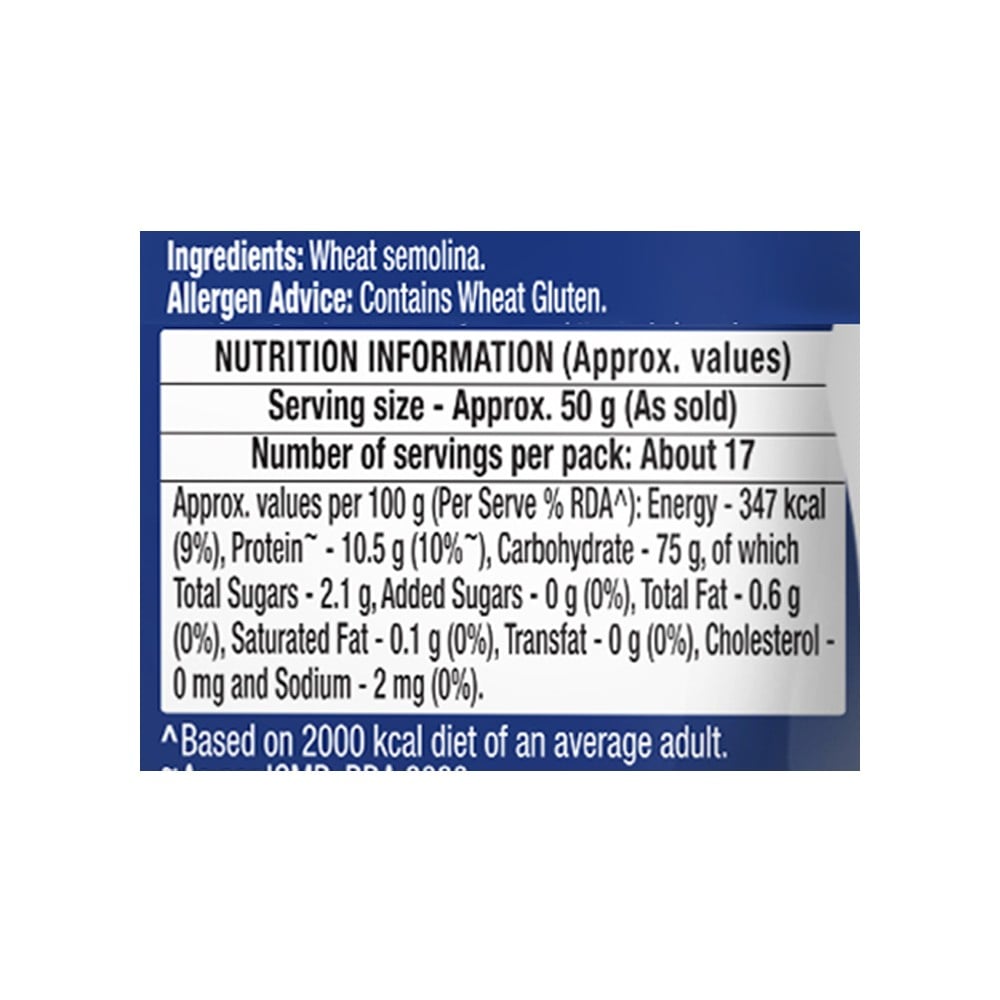 Ingredients: Wheat semolina.
Allergen Advice: Contains Wheat Gluten.
NUTRITION INFORMATION (Approx. values)
Serving size - Approx. 50 g (As sold)
Number of servings per pack: About 17
Approx. values per 100 g (Per Serve % RDA^): Energy - 347 kcal
(9%), Protein~ - 10.5 g (10%~), Carbohydrate - 75 g, of which
Total Sugars - 2.1 g, Added Sugars - 0 g (0%), Total Fat - 0.6 g
(0%), Saturated Fat - 0.1 g (0%), Transfat - 0 g (0%), Cholesterol -
0 mg and Sodium - 2 mg (0%).
^Based on 2000 kcal diet of an average adult.